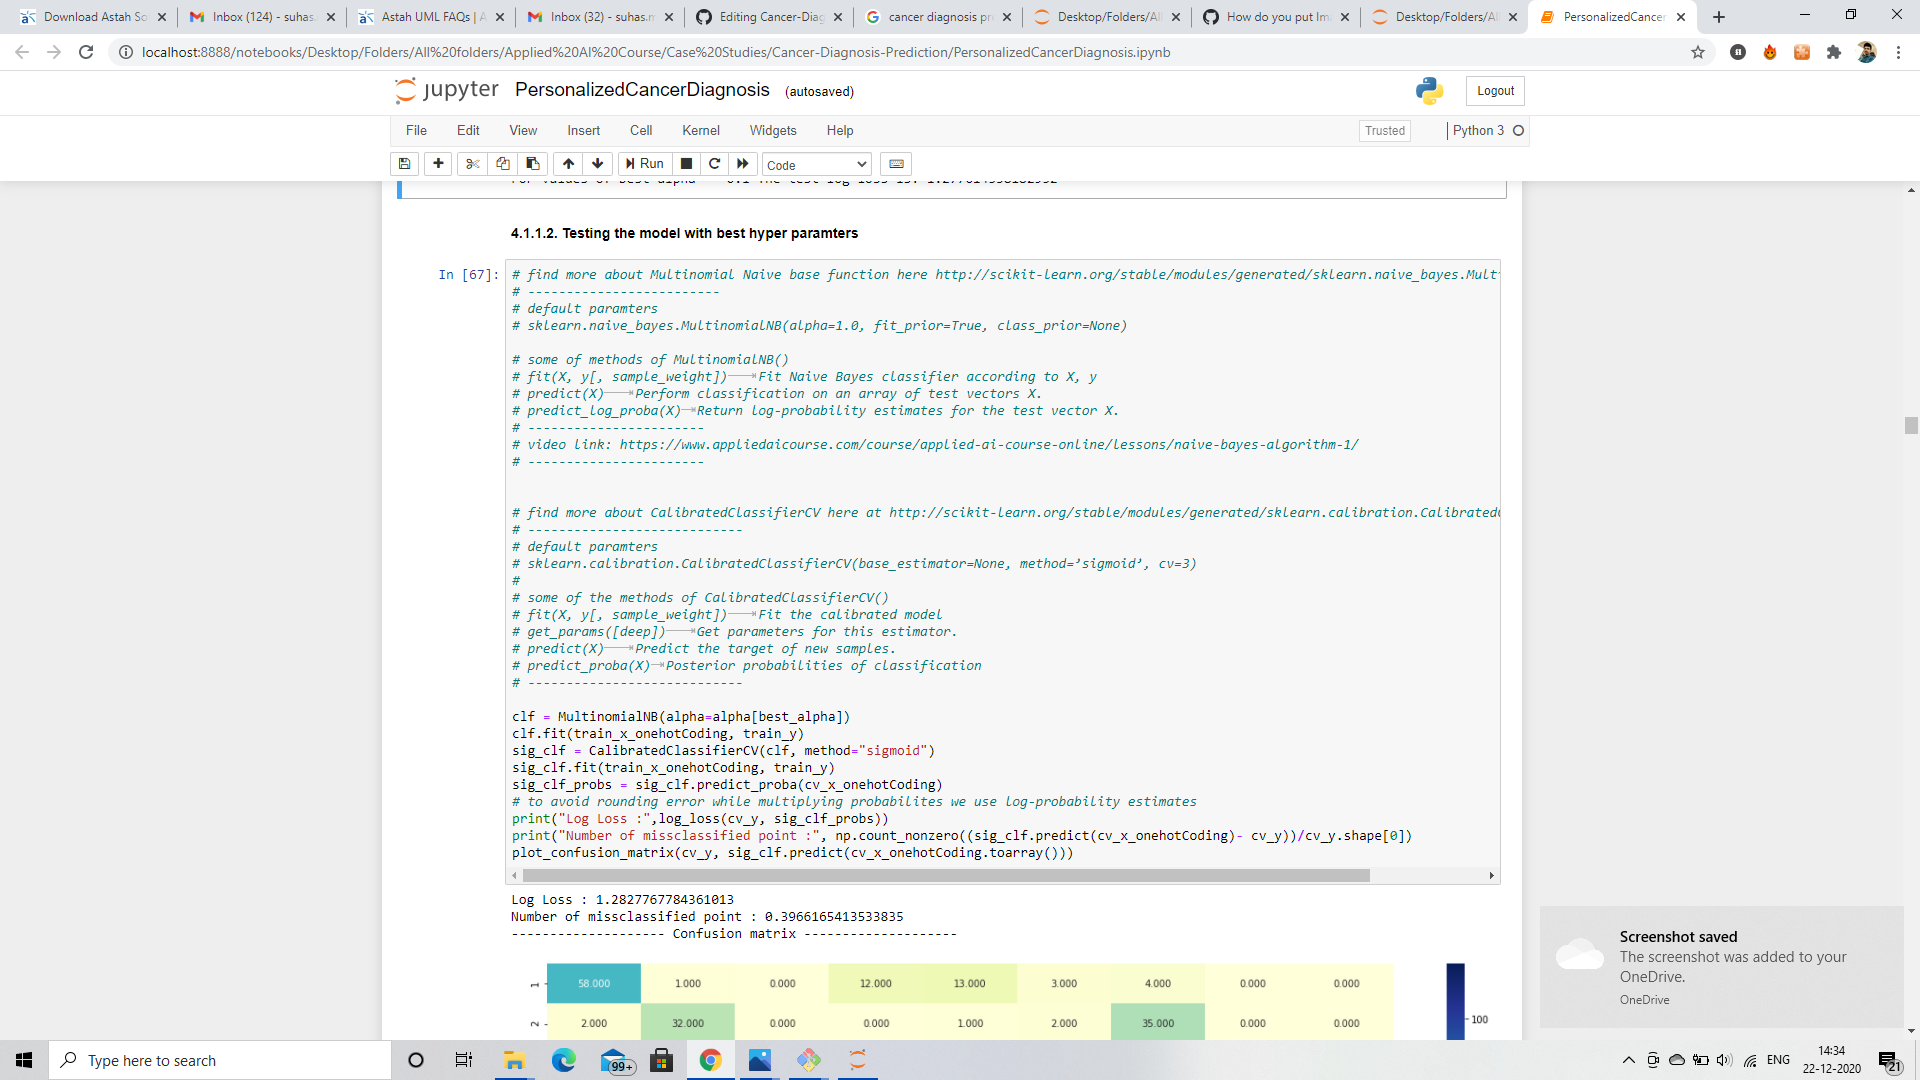 Download Astah So
Inbox (124) - suhas.
Astah UML FAQs | A
Inbox (32) - suhas.m
Editing Cancer-Diag
cancer diagnosis pr
Desktop/Folders/All
How do you put Im
Desktop/Folders/All
PersonalizedCancer
localhost:8888/notebooks/Desktop/Folders/All%20folders/Applied%20AI%20Course/Case%20Studies/Cancer-Diagnosis-Prediction/PersonalizedCancerDiagnosis.ipynb
jupyter PersonalizedCancerDiagnosis (autosaved)
Logout
File Edit View Insert Cell Kernel Widgets Help
Trusted
Python 3
Run
Code
4.1.1.2. Testing the model with best hyper paramters
In [67]:
# find more about Multinomial Naive base function here http://scikit-learn.org/stable/modules/generated/sklearn.naive_bayes.Mult
# -------------------------
# default paramters
# sklearn.naive_bayes.MultinomialNB(alpha=1.0, fit_prior=True, class_prior=None)
# some of methods of MultinomialNB()
# fit(X, y[, sample_weight]) Fit Naive Bayes classifier according to X, y
# predict(X) Perform classification on an array of test vectors X.
# predict_log_proba(X) Return log-probability estimates for the test vector X.
# -----------------------
# video link: https://www.appliedaicourse.com/course/applied-ai-course-online/lessons/naive-bayes-algorithm-1/
# -----------------------
# find more about CalibratedClassifierCV here at http://scikit-learn.org/stable/modules/generated/sklearn.calibration.Calibrated
# ----------------------------
# default paramters
# sklearn.calibration.CalibratedClassifierCV(base_estimator=None, method='sigmoid', cv=3)
#
# some of the methods of CalibratedClassifierCV()
# fit(X, y[, sample_weight]) Fit the calibrated model
# get_params([deep]) Get parameters for this estimator.
# predict(X) Predict the target of new samples.
# predict_proba(X) Posterior probabilities of classification
# ----------------------------
clf = MultinomialNB(alpha=alpha[best_alpha])
clf.fit(train_x_onehotCoding, train_y)
sig_clf = CalibratedClassifierCV(clf, method="sigmoid")
sig_clf.fit(train_x_onehotCoding, train_y)
sig_clf_probs = sig_clf.predict_proba(cv_x_onehotCoding)
# to avoid rounding error while multiplying probabilites we use log-probability estimates
print("Log Loss :",log_loss(cv_y, sig_clf_probs))
print("Number of missclassified point :", np.count_nonzero((sig_clf.predict(cv_x_onehotCoding)- cv_y))/cv_y.shape[0])
plot_confusion_matrix(cv_y, sig_clf.predict(cv_x_onehotCoding.toarray()))
Log Loss : 1.2827767784361013
Number of missclassified point : 0.3966165413533835
-------------------- Confusion matrix --------------------
1 58.000 1.000 0.000 12.000 13.000 3.000 4.000 0.000 0.000
2 2.000 32.000 0.000 0.000 1.000 2.000 35.000 0.000 0.000
100
Screenshot saved
The screenshot was added to your
OneDrive.
OneDrive
Type here to search
99+
ENG
14:34
22-12-2020
21